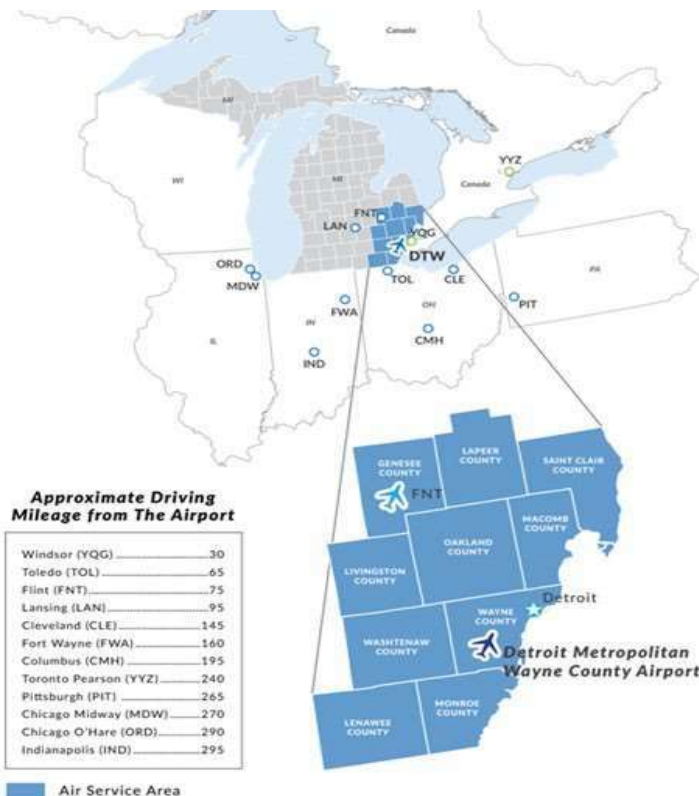 Canada
MI
WI
MI
YYZ
Canada
FNT
LAN
YQG
DTW
ORD
MDW
TOL
CLE
PA
FWA
OH
PIT
IN
IL
CMH
IND
GENESEE
COUNTY
LAPEER
COUNTY
SAINT CLAIR
COUNTY
FNT
MACOMB
COUNTY
OAKLAND
COUNTY
LIVINGSTON
COUNTY
Detroit
WAYNE
COUNTY
WASHTENAW
COUNTY
Detroit Metropolitan
Wayne County Airport
MONROE
COUNTY
LENAWEE
COUNTY
Approximate Driving
Mileage from The Airport
Windsor (YQG) 30
Toledo (TOL) 65
Flint (FNT) 75
Lansing (LAN) 95
Cleveland (CLE) 145
Fort Wayne (FWA) 160
Columbus (CMH) 195
Toronto Pearson (YYZ) 240
Pittsburgh (PIT) 265
Chicago Midway (MDW) 270
Chicago O'Hare (ORD) 290
Indianapolis (IND) 295
Air Service Area